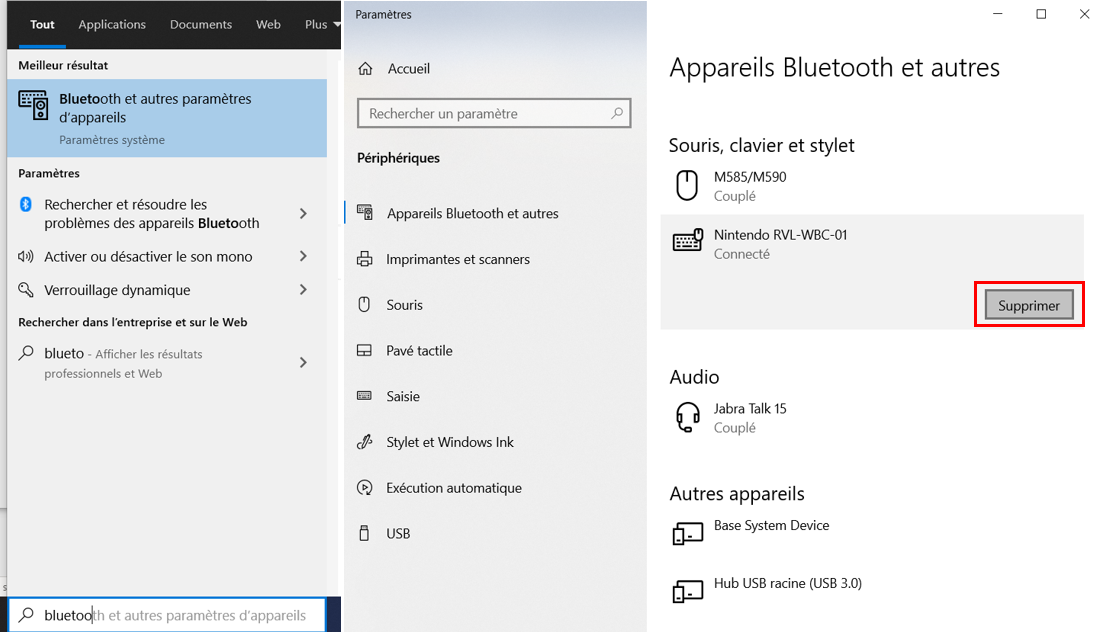 Tout Applications Documents Web Plus
Meilleur résultat
Bluetooth et autres paramètres
d'appareils
Paramètres système
Paramètres
Rechercher et résoudre les
problèmes des appareils Bluetooth
Activer ou désactiver le son mono
Verrouillage dynamique
Rechercher dans l'entreprise et sur le Web
blueto - Afficher les résultats
professionnels et Web
bluetooth et autres paramètres d'appareils
Paramètres
Accueil
Rechercher un paramètre
Périphériques
Appareils Bluetooth et autres
Imprimantes et scanners
Souris
Pavé tactile
Saisie
Stylet et Windows Ink
Exécution automatique
USB
Appareils Bluetooth et autres
Souris, clavier et stylet
M585/M590
Couplé
Nintendo RVL-WBC-01
Connecté
Supprimer
Audio
Jabra Talk 15
Couplé
Autres appareils
Base System Device
Hub USB racine (USB 3.0)